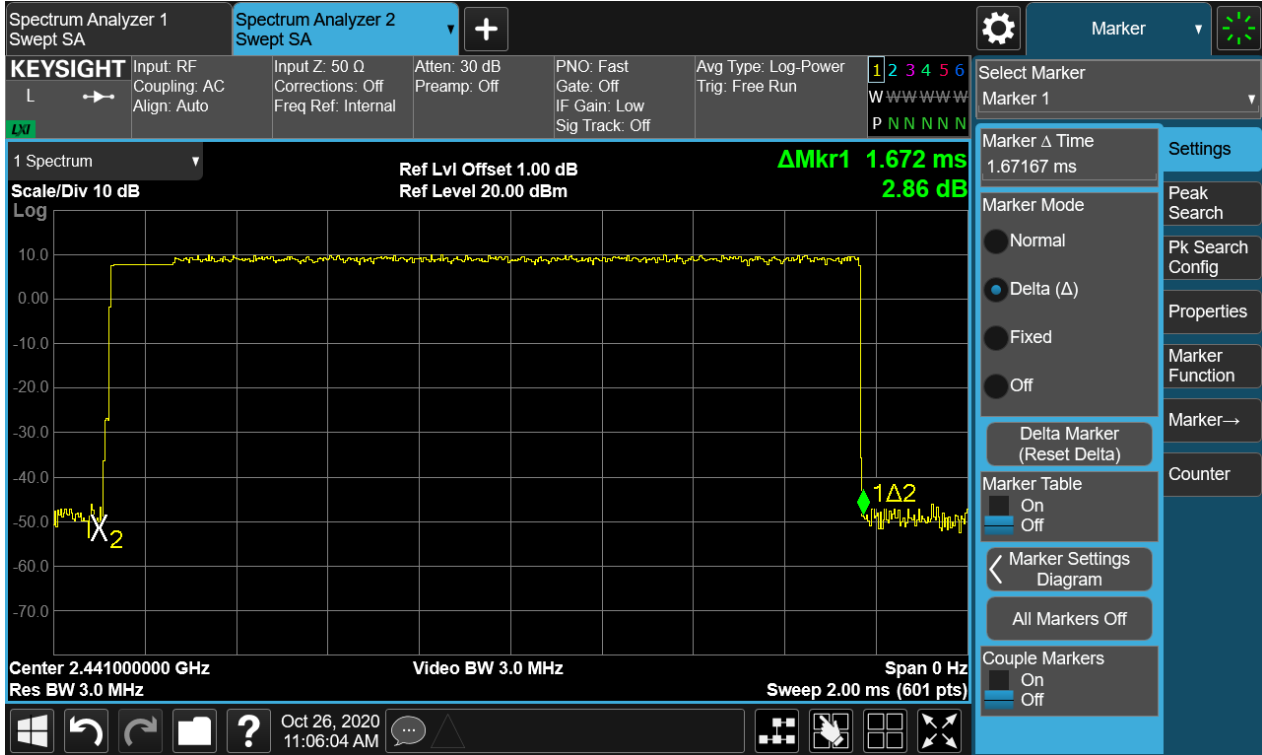 Spectrum Analyzer 1
Swept SA
Spectrum Analyzer 2
Swept SA
Marker
KEYSIGHT
L
LXI
Input: RF
Coupling: AC
Align: Auto
Input Z: 50 Ω
Corrections: Off
Freq Ref: Internal
Atten: 30 dB
Preamp: Off
PNO: Fast
Gate: Off
IF Gain: Low
Sig Track: Off
Avg Type: Log-Power
Trig: Free Run
1 2 3 4 5 6
W W W W W W
P N N N N N
Select Marker
Marker 1
1 Spectrum
Scale/Div 10 dB
Log
Ref Lvl Offset 1.00 dB
Ref Level 20.00 dBm
ΔMkr1 1.672 ms
2.86 dB
10.0
0.00
-10.0
-20.0
-30.0
-40.0
-50.0
-60.0
-70.0
2
1Δ2
Center 2.441000000 GHz
Res BW 3.0 MHz
Video BW 3.0 MHz
Span 0 Hz
Sweep 2.00 ms (601 pts)
Marker Δ Time
1.67167 ms
Marker Mode
Normal
Delta (Δ)
Fixed
Off
Delta Marker
(Reset Delta)
Marker Table
On
Off
Marker Settings
Diagram
All Markers Off
Couple Markers
On
Off
Settings
Peak
Search
Pk Search
Config
Properties
Marker
Function
Marker→
Counter
?
Oct 26, 2020
11:06:04 AM